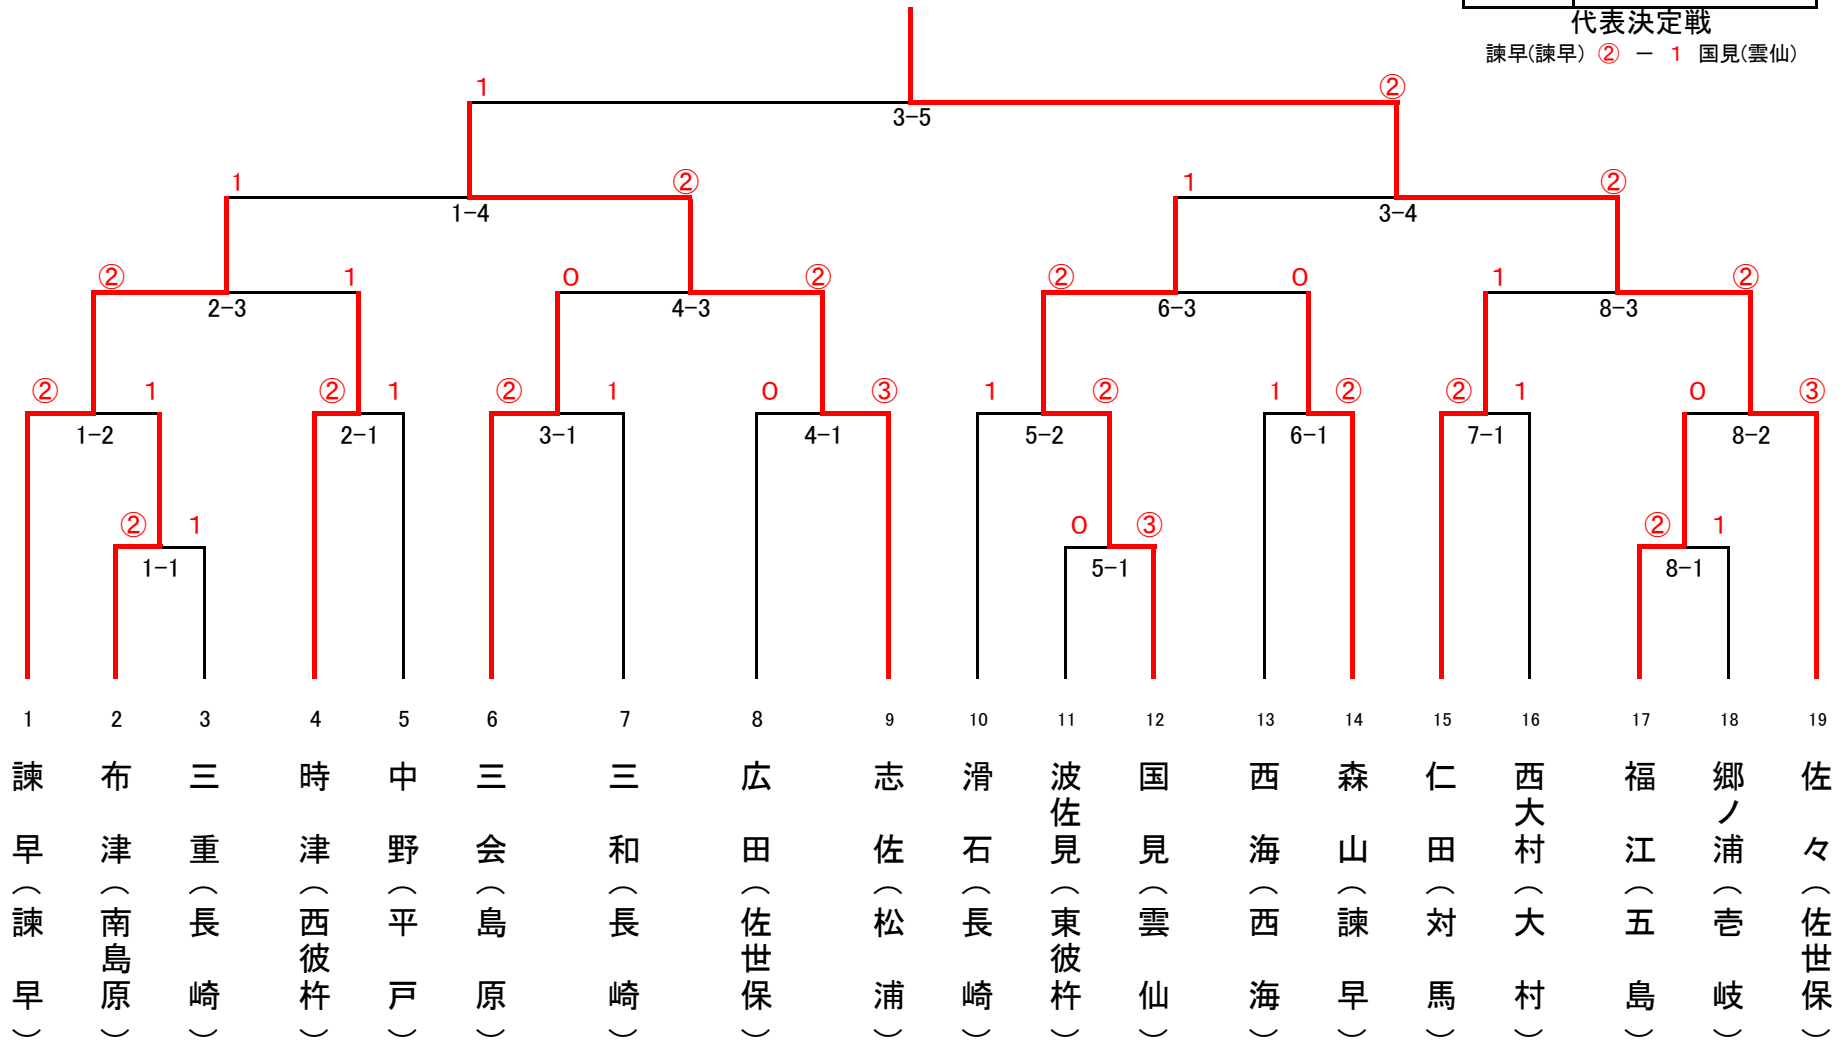 代表決定戦
諫早(諫早) ② － 1 国見(雲仙)
1 ②
3-5
1 ② 1 ②
1-4 3-4
② 1 0 ② ② 0 1 ②
2-3 4-3 6-3 8-3
② 1 ② 1 ② 1 0 ③ 1 ② 1 ② ② 1 0 ③
1-2 2-1 3-1 4-1 5-2 6-1 7-1 8-2
② 1 0 ③ ② 1
1-1 5-1 8-1
1 2 3 4 5 6 7 8 9 10 11 12 13 14 15 16 17 18 19
諫早(諫早)
布津(南島原)
三重(長崎)
時津(西彼杵)
中野(平戸)
三会(島原)
三和(長崎)
広田(佐世保)
志佐(松浦)
滑石(長崎)
波佐見(東彼杵)
国見(雲仙)
西海(西海)
森山(諫早)
仁田(対馬)
西大村(大村)
福江(五島)
郷ノ浦(壱岐)
佐々(佐世保)